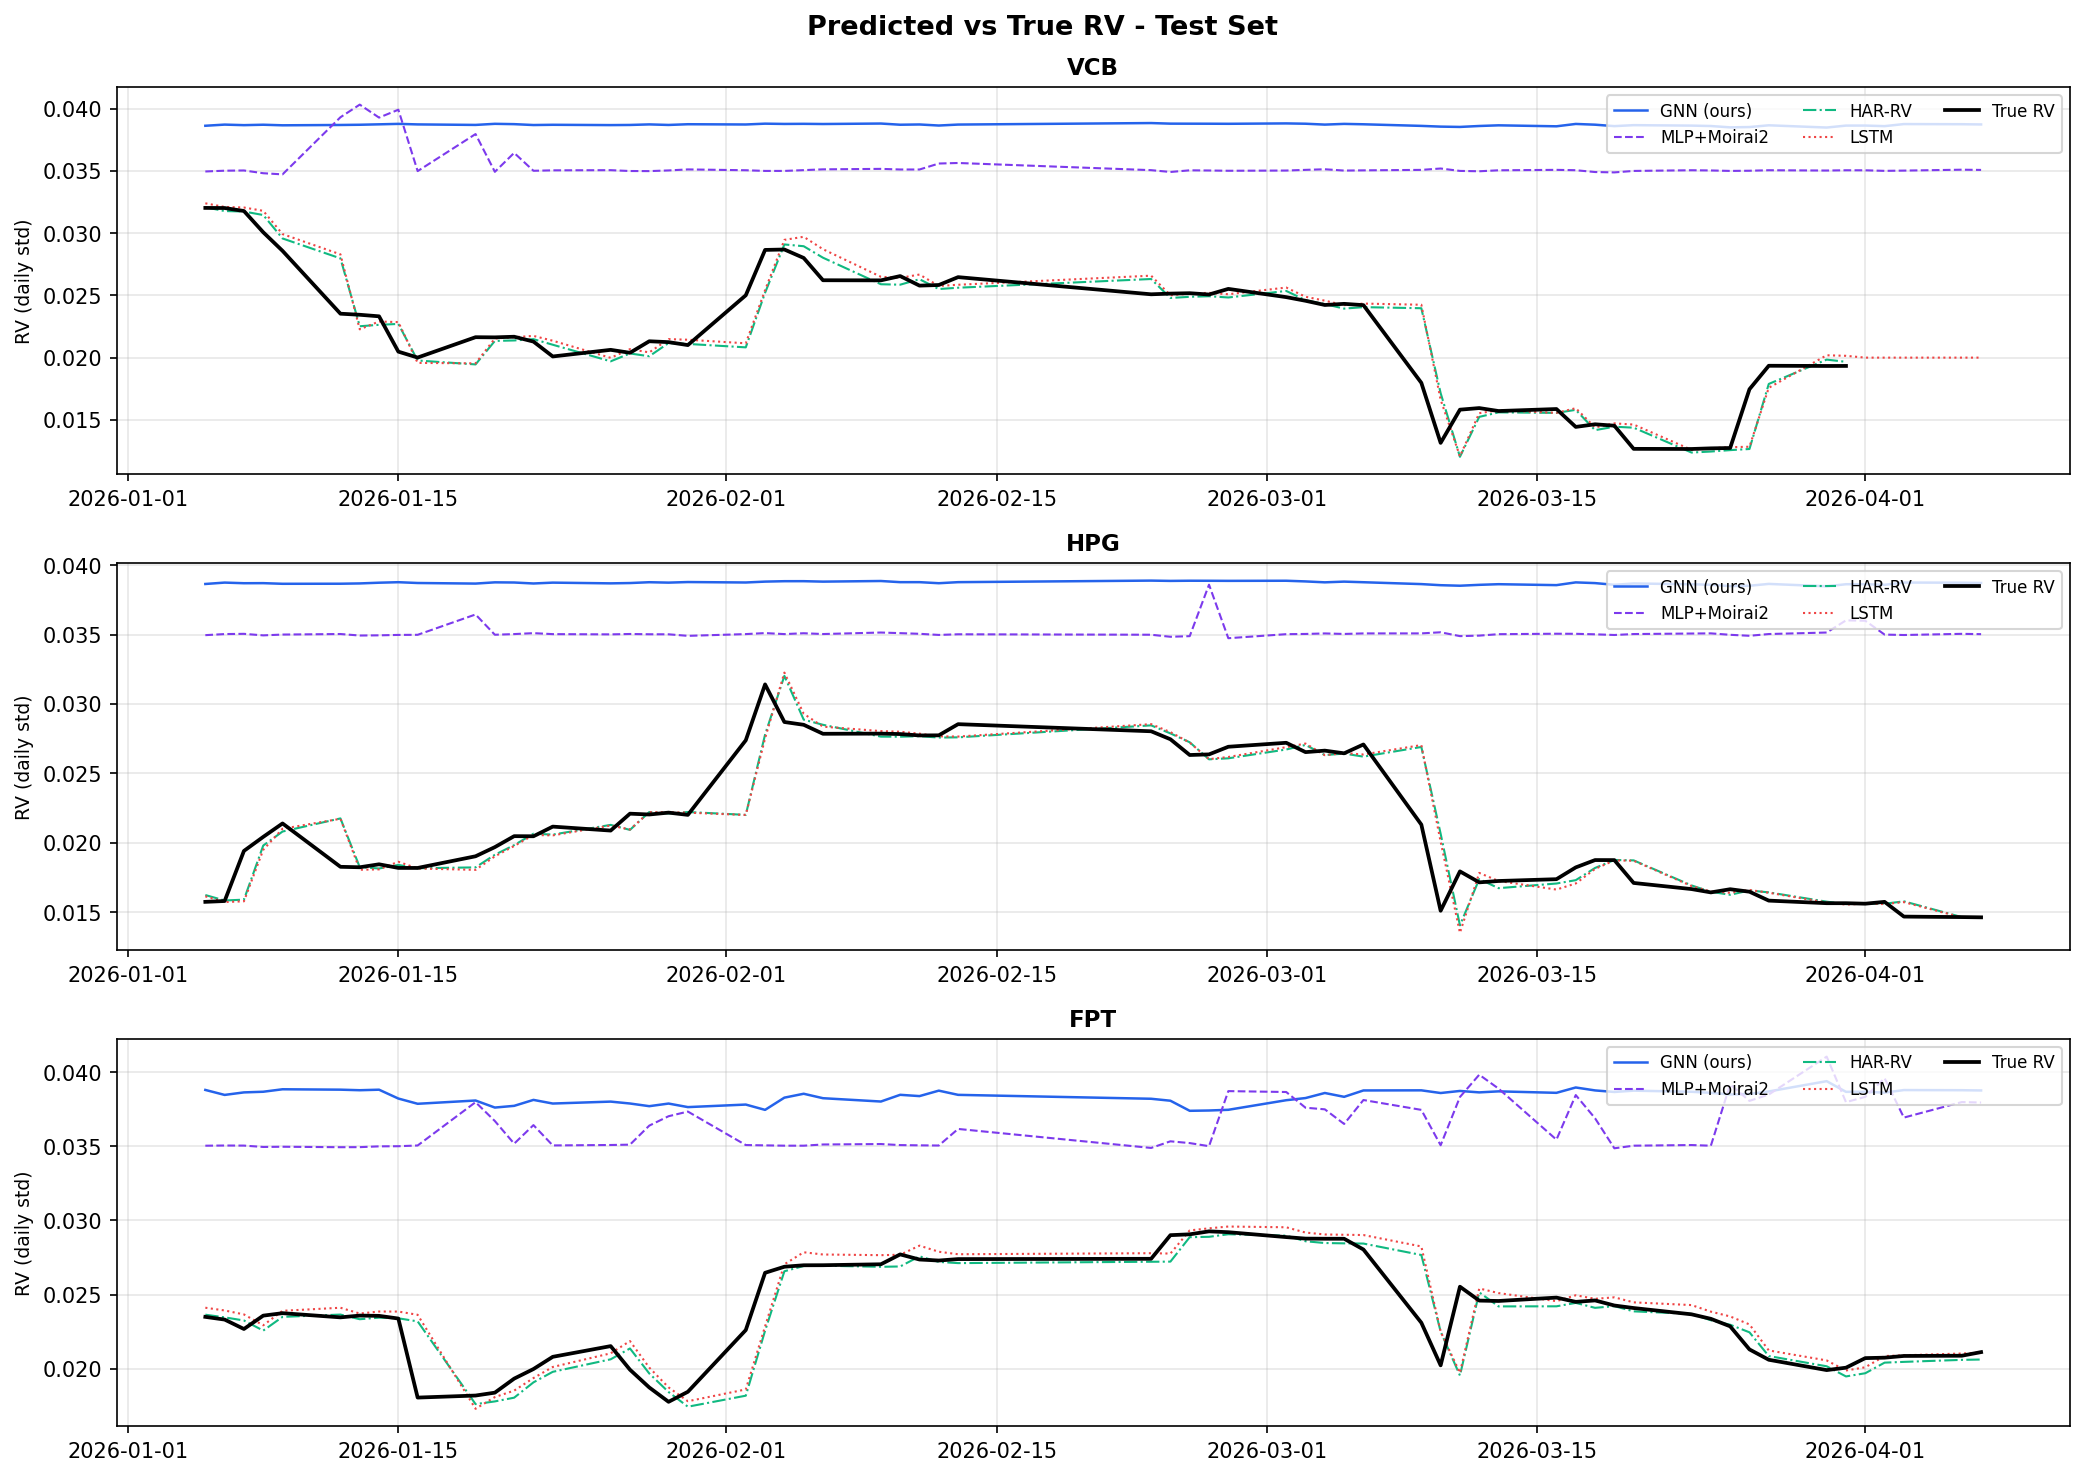 Predicted vs True RV - Test Set
VCB
RV (daily std)
0.040
0.035
0.030
0.025
0.020
0.015
GNN (ours)
MLP+Moirai2
HAR-RV
LSTM
True RV
2026-01-01
2026-01-15
2026-02-01
2026-02-15
2026-03-01
2026-03-15
2026-04-01
HPG
RV (daily std)
0.040
0.035
0.030
0.025
0.020
0.015
GNN (ours)
MLP+Moirai2
HAR-RV
LSTM
True RV
2026-01-01
2026-01-15
2026-02-01
2026-02-15
2026-03-01
2026-03-15
2026-04-01
FPT
RV (daily std)
0.040
0.035
0.030
0.025
0.020
GNN (ours)
MLP+Moirai2
HAR-RV
LSTM
True RV
2026-01-01
2026-01-15
2026-02-01
2026-02-15
2026-03-01
2026-03-15
2026-04-01